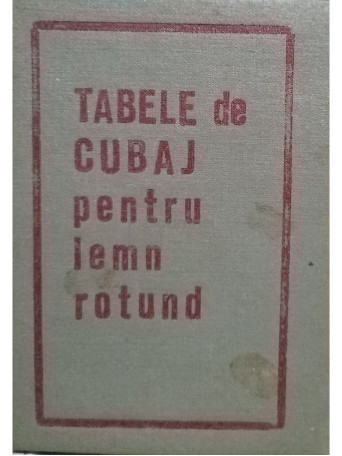 TABELE de
CUBAJ
pentru
lemn
rotund